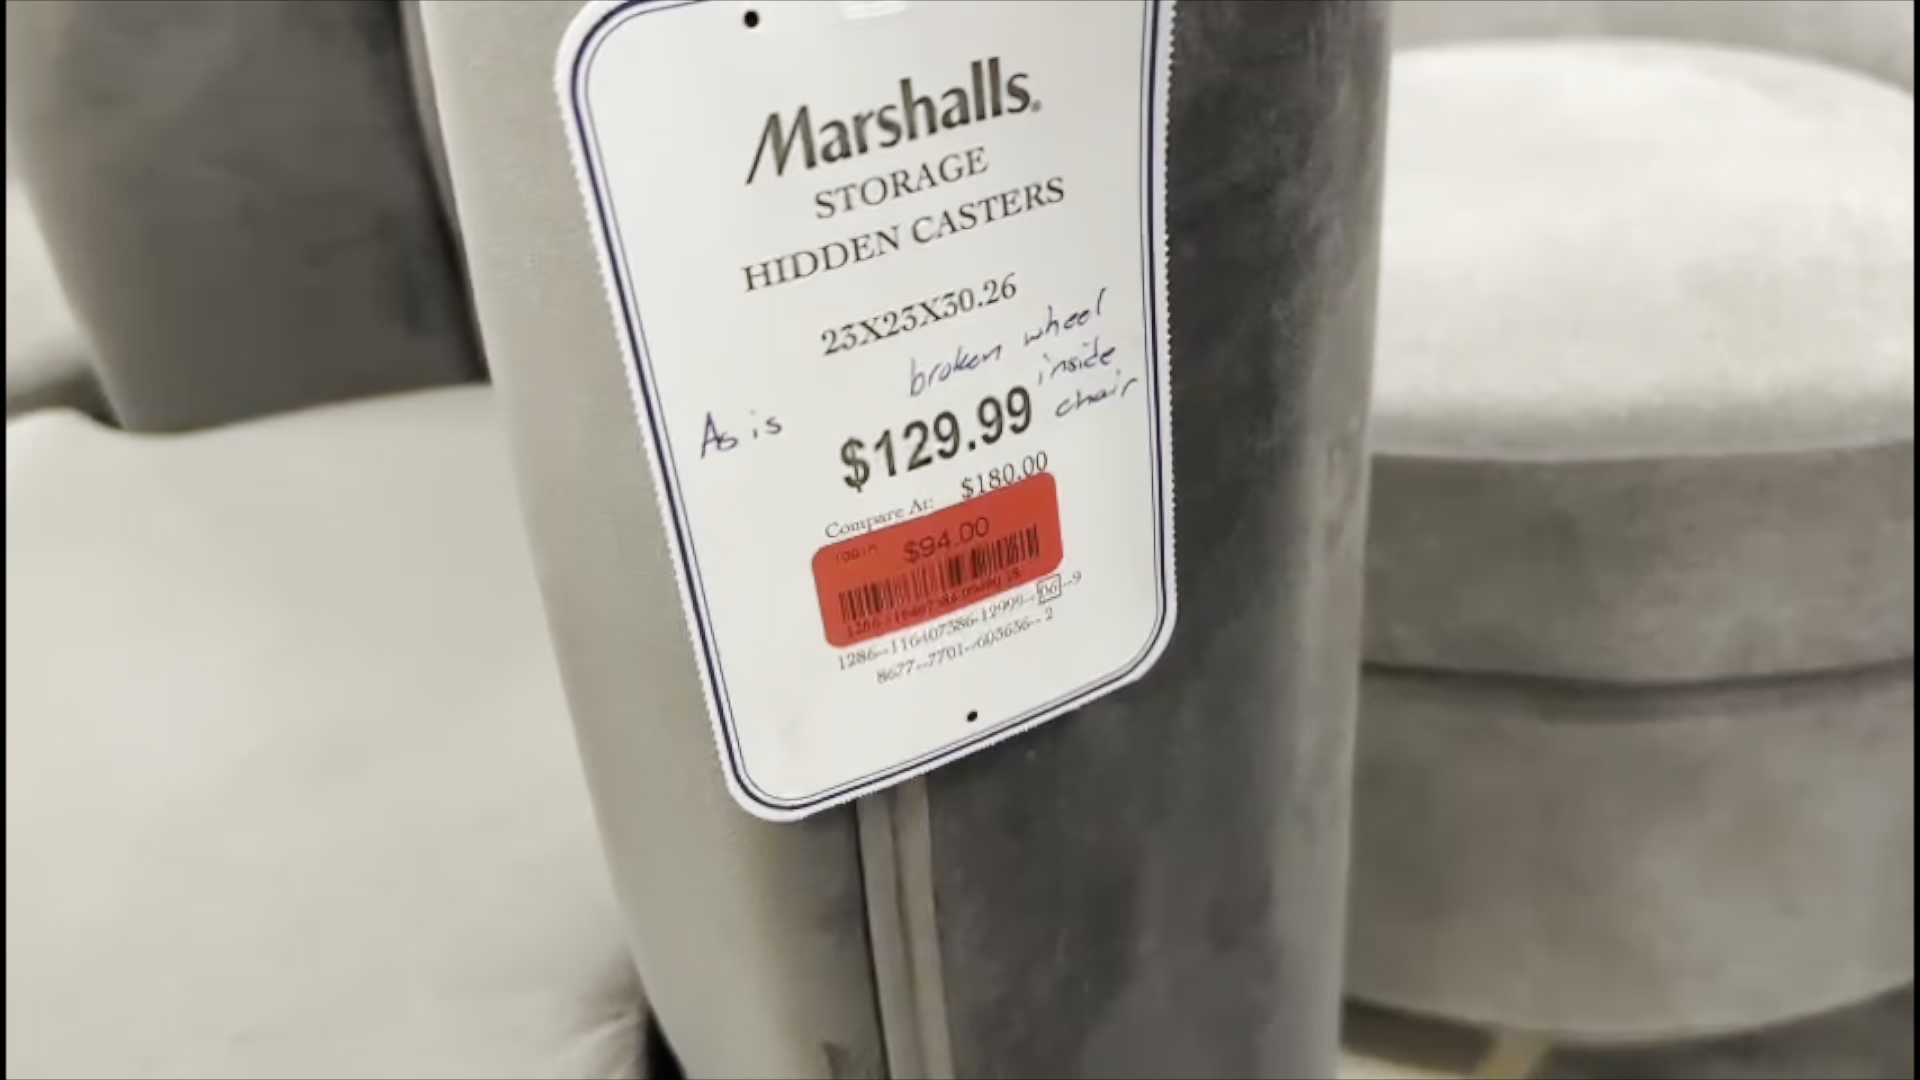 Marshalls.
STORAGE
HIDDEN CASTERS
23X23X30.26
broken wheel
inside
chair
As is
$129.99
Compare At: $180.00
$94.00
1286--116407386-12999--06--9
8677--7701--603656--2